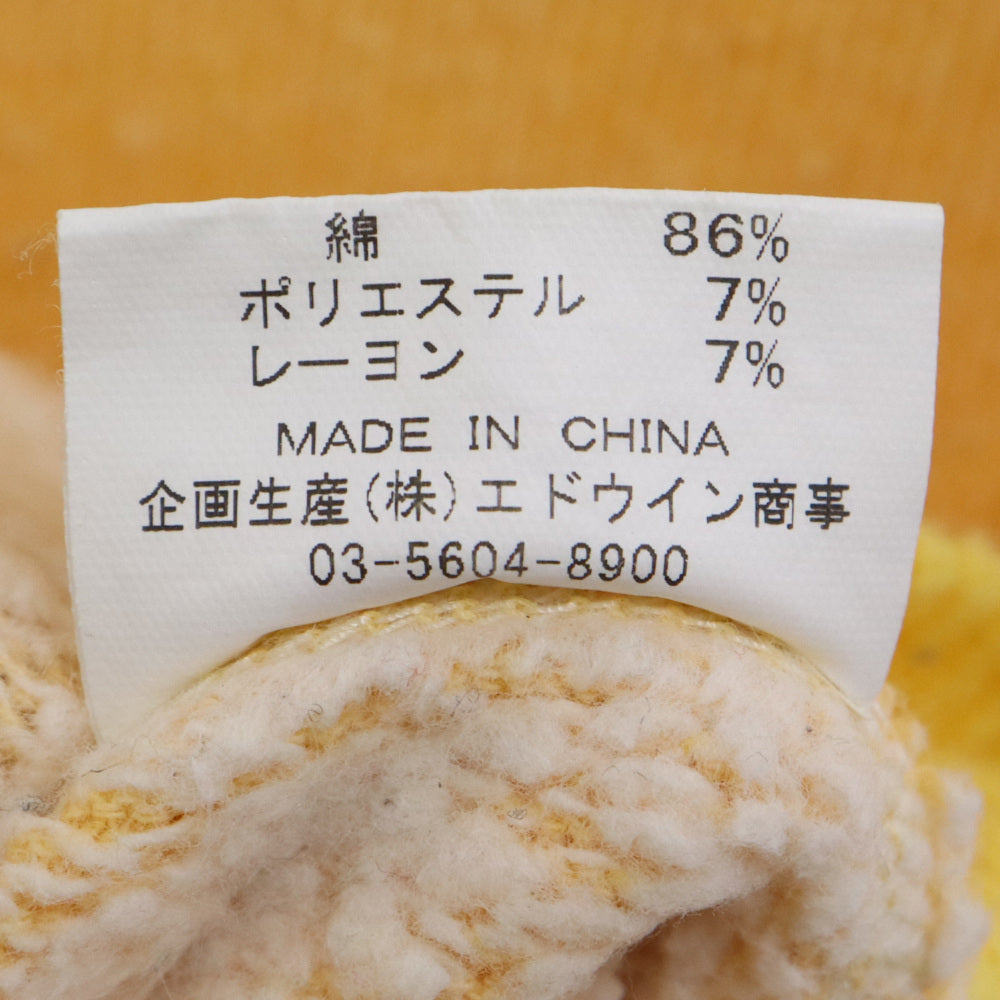 綿 86%
ポリエステル 7%
レーヨン 7%
MADE IN CHINA
企画生産(株)エドウイン商事
03-5604-8900